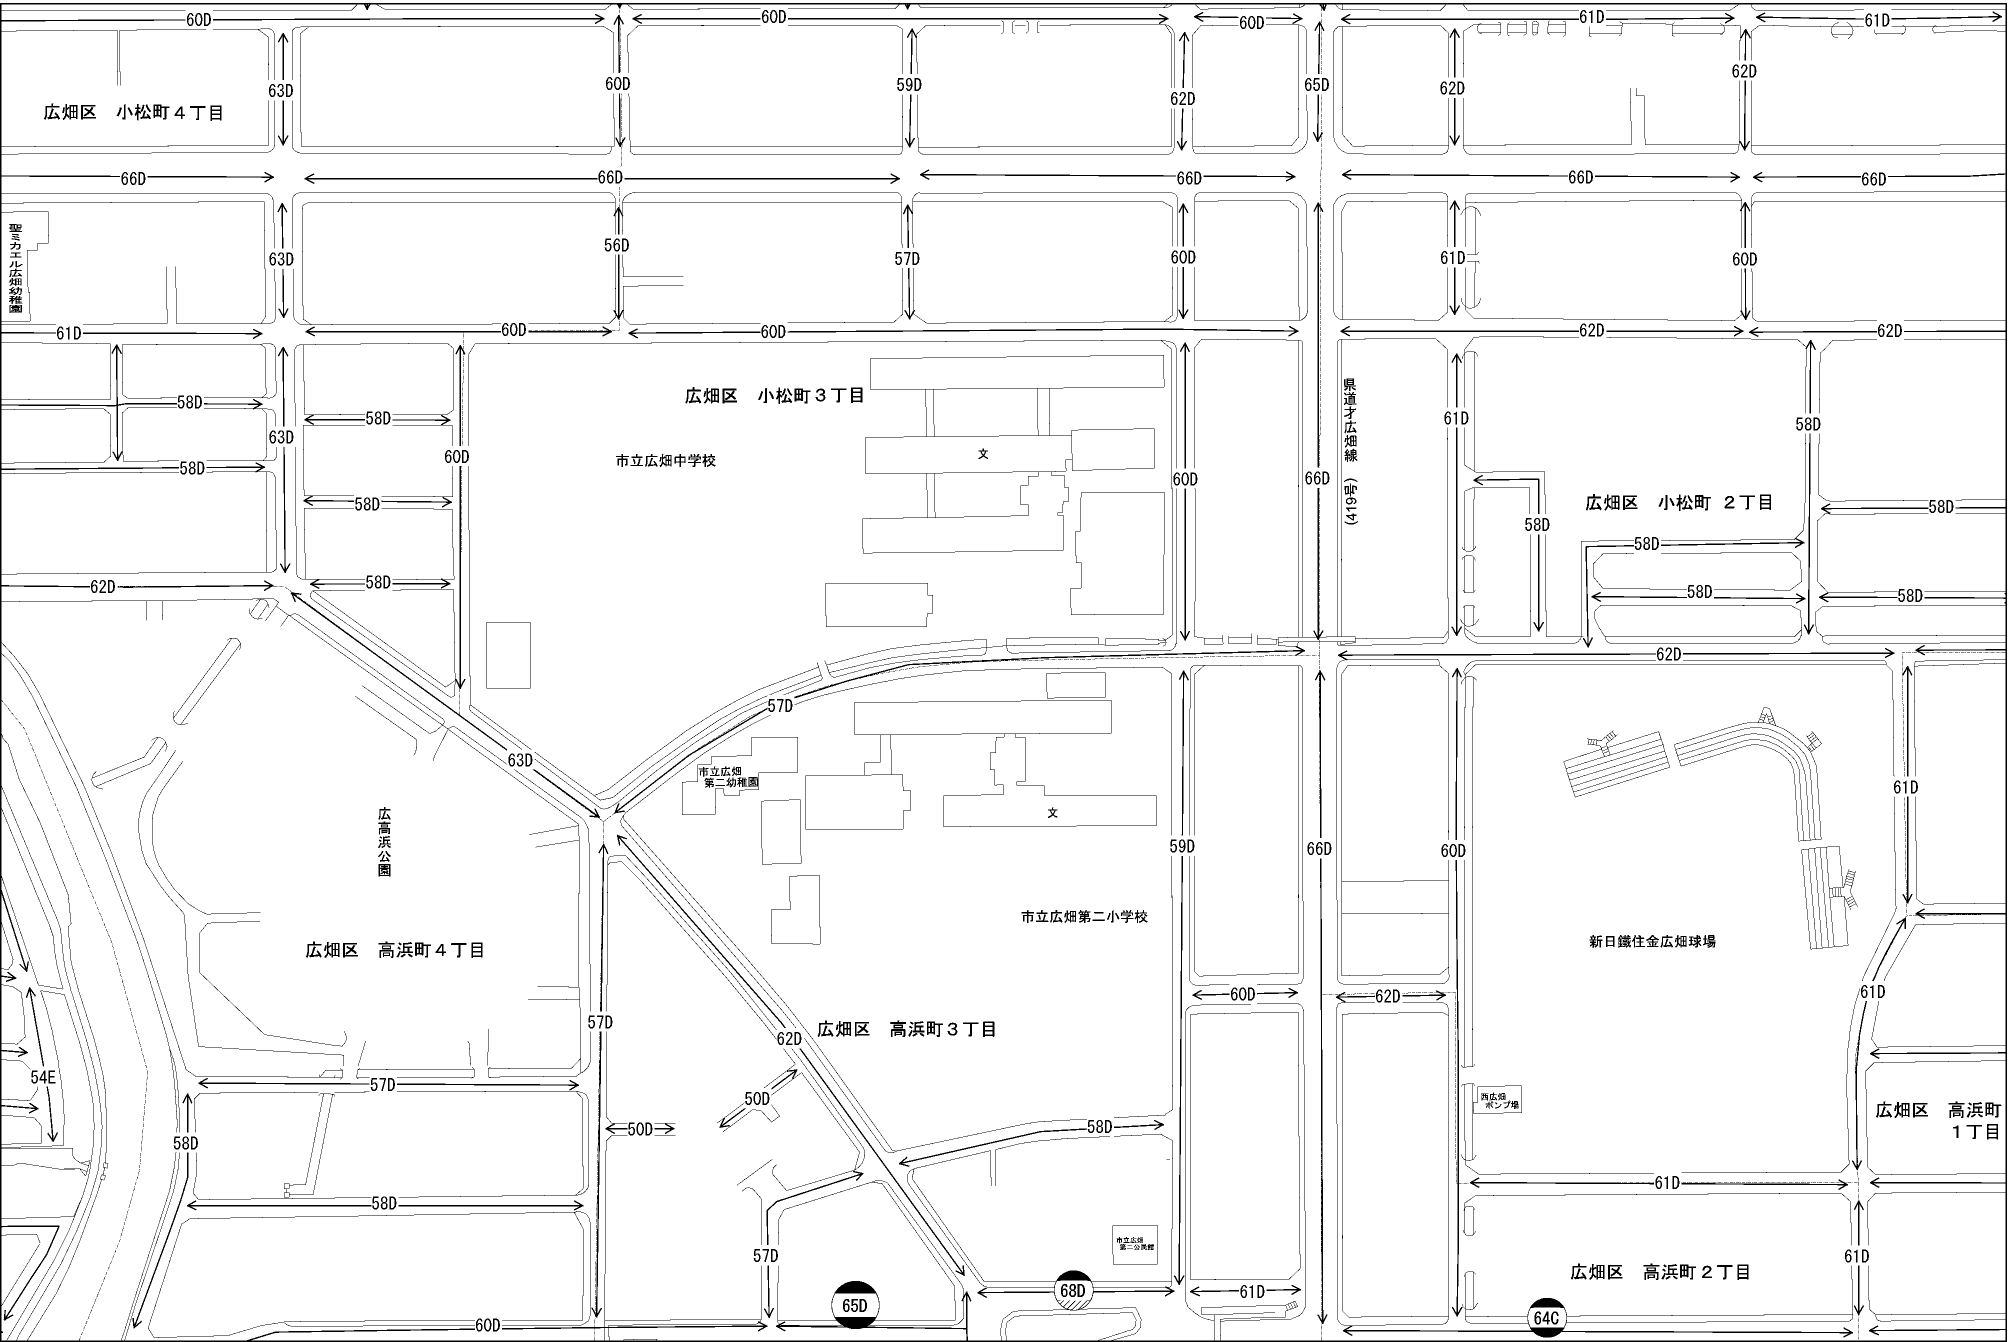 60D
60D
60D
61D
61D
63D
60D
59D
62D
65D
62D
62D
広畑区　小松町４丁目
66D
66D
66D
66D
66D
聖ミカエル広畑幼稚園
63D
56D
57D
60D
61D
60D
61D
60D
60D
62D
62D
58D
58D
63D
58D
広畑区　小松町３丁目
県道才広畑線　(419号)
61D
58D
60D
市立広畑中学校
文
58D
60D
66D
58D
広畑区　小松町 ２丁目
58D
58D
58D
62D
58D
58D
58D
62D
57D
63D
市立広畑
第二幼稚園
61D
広高浜公園
文
59D
66D
60D
市立広畑第二小学校
新日鐵住金広畑球場
広畑区　高浜町４丁目
60D
62D
61D
57D
62D
広畑区　高浜町３丁目
54E
57D
50D
西広畑
ポンプ場
広畑区　高浜町
１丁目
58D
50D
58D
61D
58D
市立広畑
第二公民館
57D
61D
広畑区　高浜町２丁目
65D
68D
61D
64C
60D